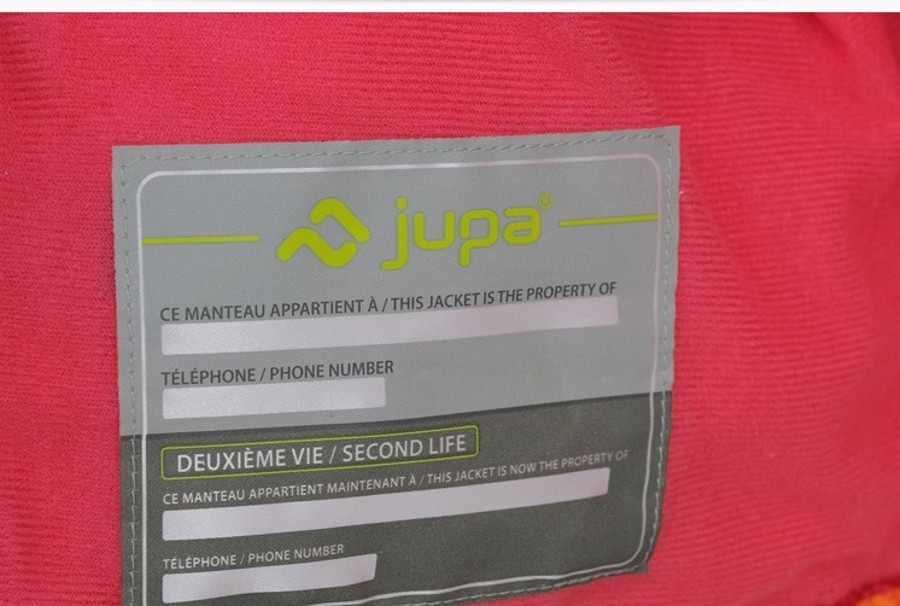 jupa®
CE MANTEAU APPARTIENT À / THIS JACKET IS THE PROPERTY OF
TÉLÉPHONE / PHONE NUMBER
DEUXIÈME VIE / SECOND LIFE
CE MANTEAU APPARTIENT MAINTENANT À / THIS JACKET IS NOW THE PROPERTY OF
TÉLÉPHONE / PHONE NUMBER